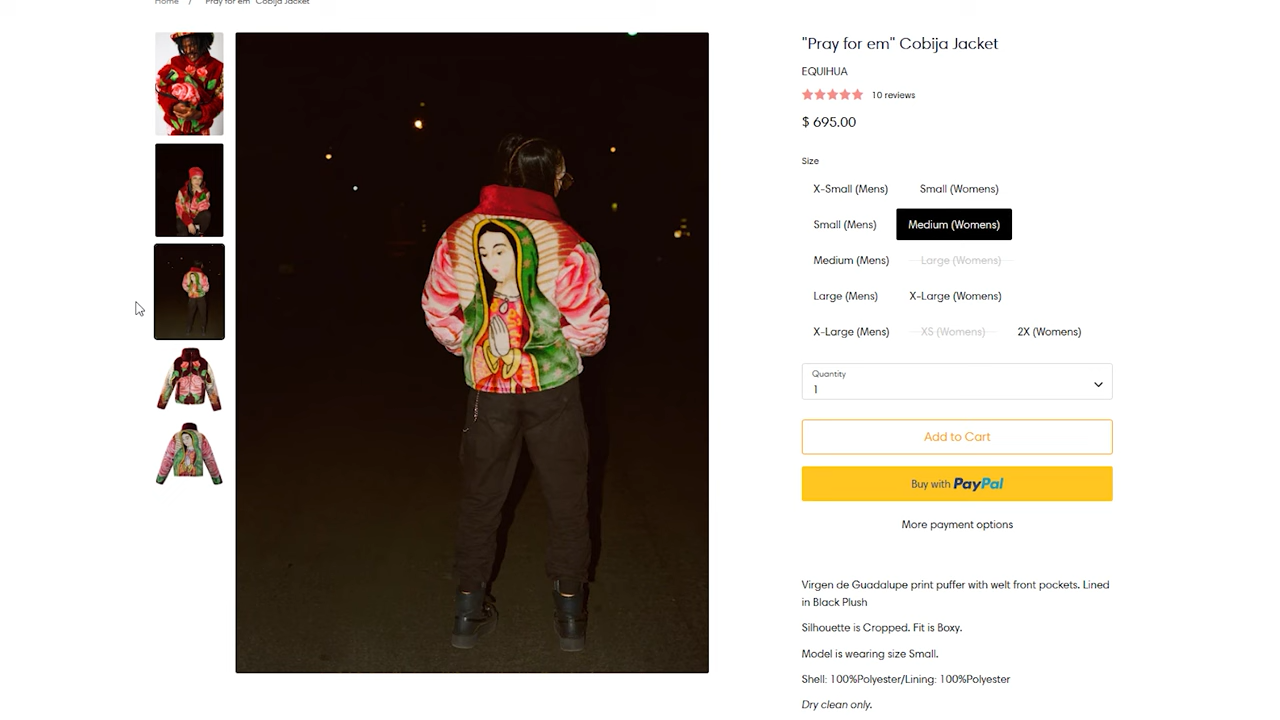 Home / "Pray for em" Cobija Jacket
"Pray for em" Cobija Jacket
EQUIHUA
10 reviews
$ 695.00
Size
X-Small (Mens) Small (Womens)
Small (Mens) Medium (Womens)
Medium (Mens) Large (Womens)
Large (Mens) X-Large (Womens)
X-Large (Mens) XS (Womens) 2X (Womens)
Quantity
1
Add to Cart
Buy with PayPal
More payment options
Virgen de Guadalupe print puffer with welt front pockets. Lined
in Black Plush
Silhouette is Cropped. Fit is Boxy.
Model is wearing size Small.
Shell: 100%Polyester/Lining: 100%Polyester
Dry clean only.